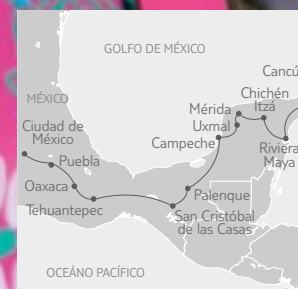 GOLFO DE MÉXICO
Cancú
Chichén
Itzá
Mérida
Uxmal
Campeche
MÉXICO
Riviera
Maya
Ciudad de
México
Puebla
Oaxaca
Palenque
Tehuantepec
San Cristóbal
de las Casas
OCEÁNO PACÍFICO